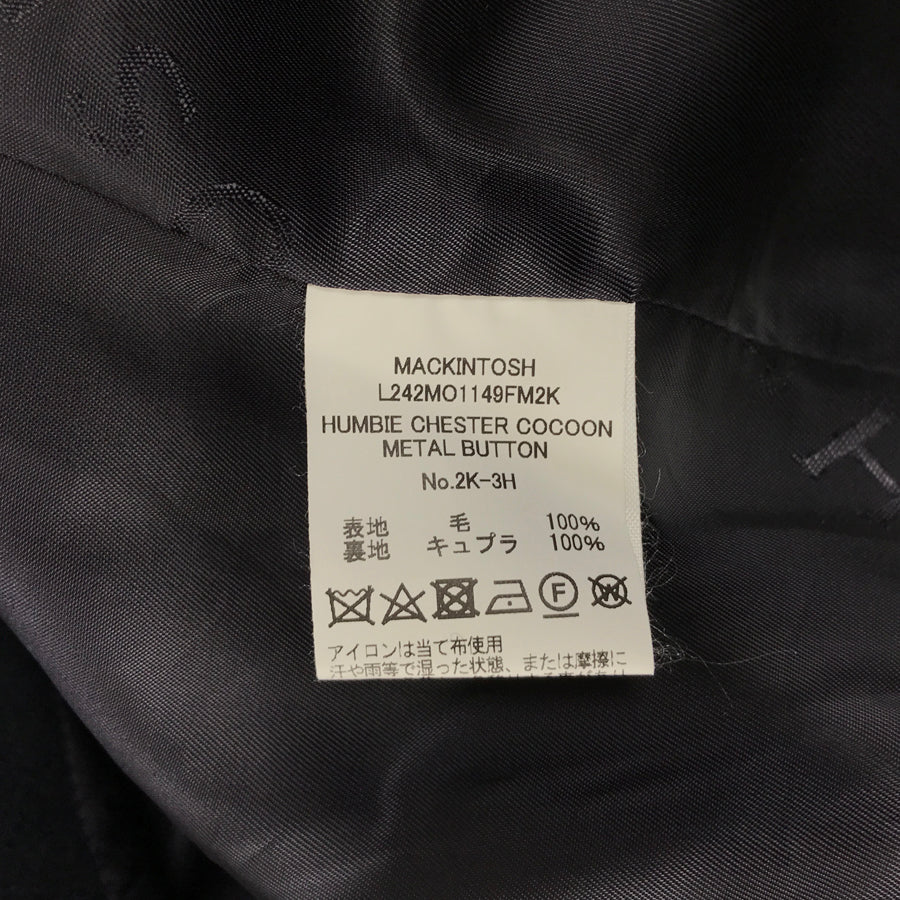 MACKINTOSH
L242MO1149FM2K
HUMBIE CHESTER COCOON
METAL BUTTON
No.2K-3H
表地 毛 100%
裏地 キュプラ 100%
F W
アイロンは当て布使用
汗や雨等で湿った状態、または摩擦に